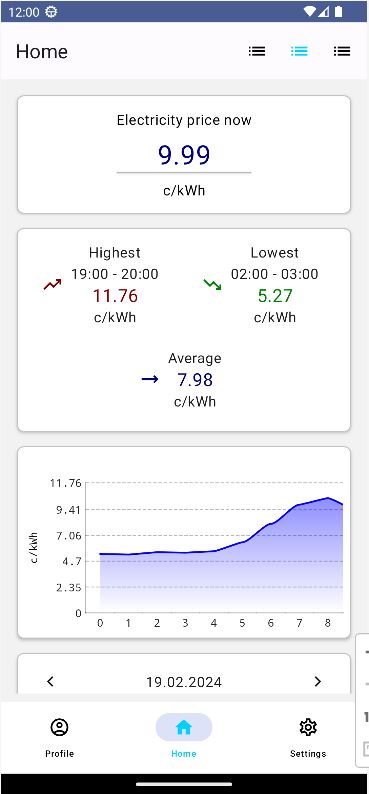 12:00
Home
Electricity price now
9.99
c/kWh
Highest
19:00 - 20:00
11.76
c/kWh
Lowest
02:00 - 03:00
5.27
c/kWh
Average
7.98
c/kWh
11.76
9.41
7.06
4.7
2.35
0
c/kWh
0 1 2 3 4 5 6 7 8
19.02.2024
Profile
Home
Settings